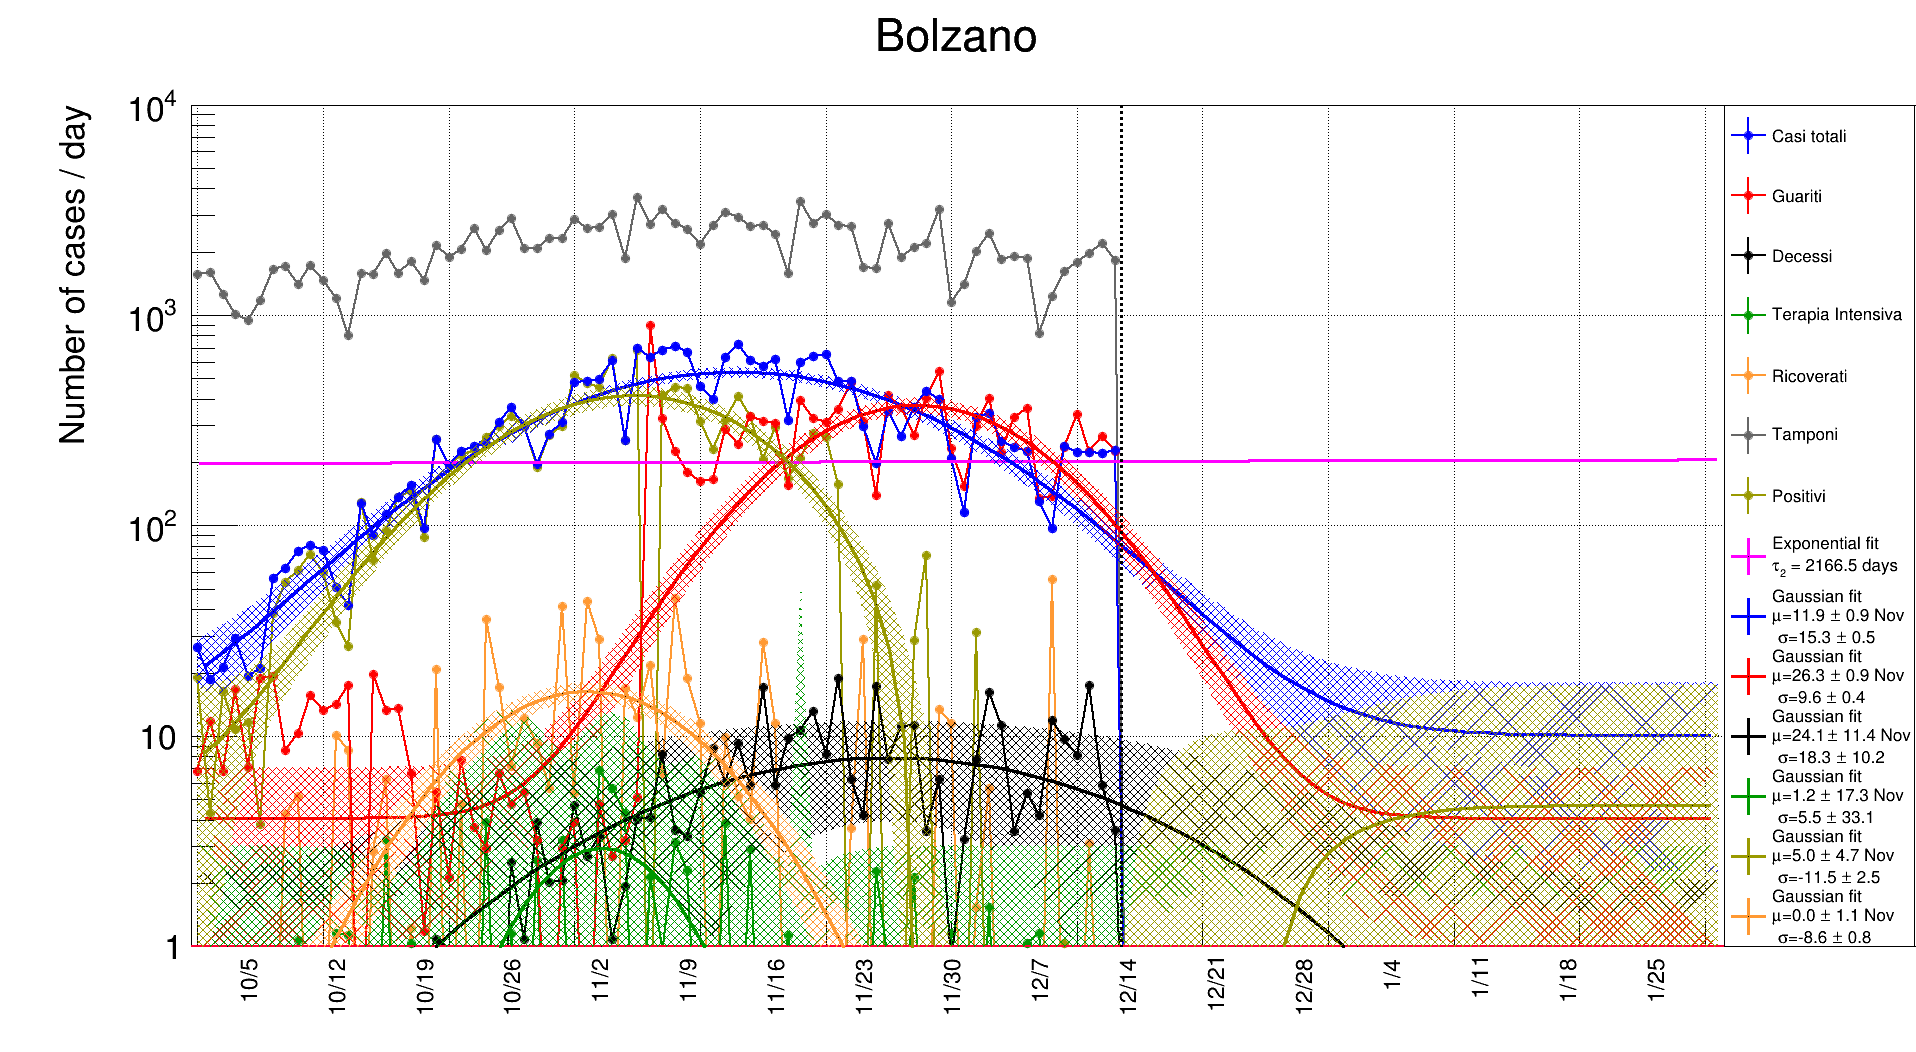 Bolzano
Number of cases / day
10^4
10^3
10^2
10
1
10/5
10/12
10/19
10/26
11/2
11/9
11/16
11/23
11/30
12/7
12/14
12/21
12/28
1/4
1/11
1/18
1/25
Casi totali
Guariti
Decessi
Terapia Intensiva
Ricoverati
Tamponi
Positivi
Exponential fit
τ₂ = 2166.5 days
Gaussian fit
μ=11.9 ± 0.9 Nov
σ=15.3 ± 0.5
Gaussian fit
μ=26.3 ± 0.9 Nov
σ=9.6 ± 0.4
Gaussian fit
μ=24.1 ± 11.4 Nov
σ=18.3 ± 10.2
Gaussian fit
μ=1.2 ± 17.3 Nov
σ=5.5 ± 33.1
Gaussian fit
μ=5.0 ± 4.7 Nov
σ=-11.5 ± 2.5
Gaussian fit
μ=0.0 ± 1.1 Nov
σ=-8.6 ± 0.8